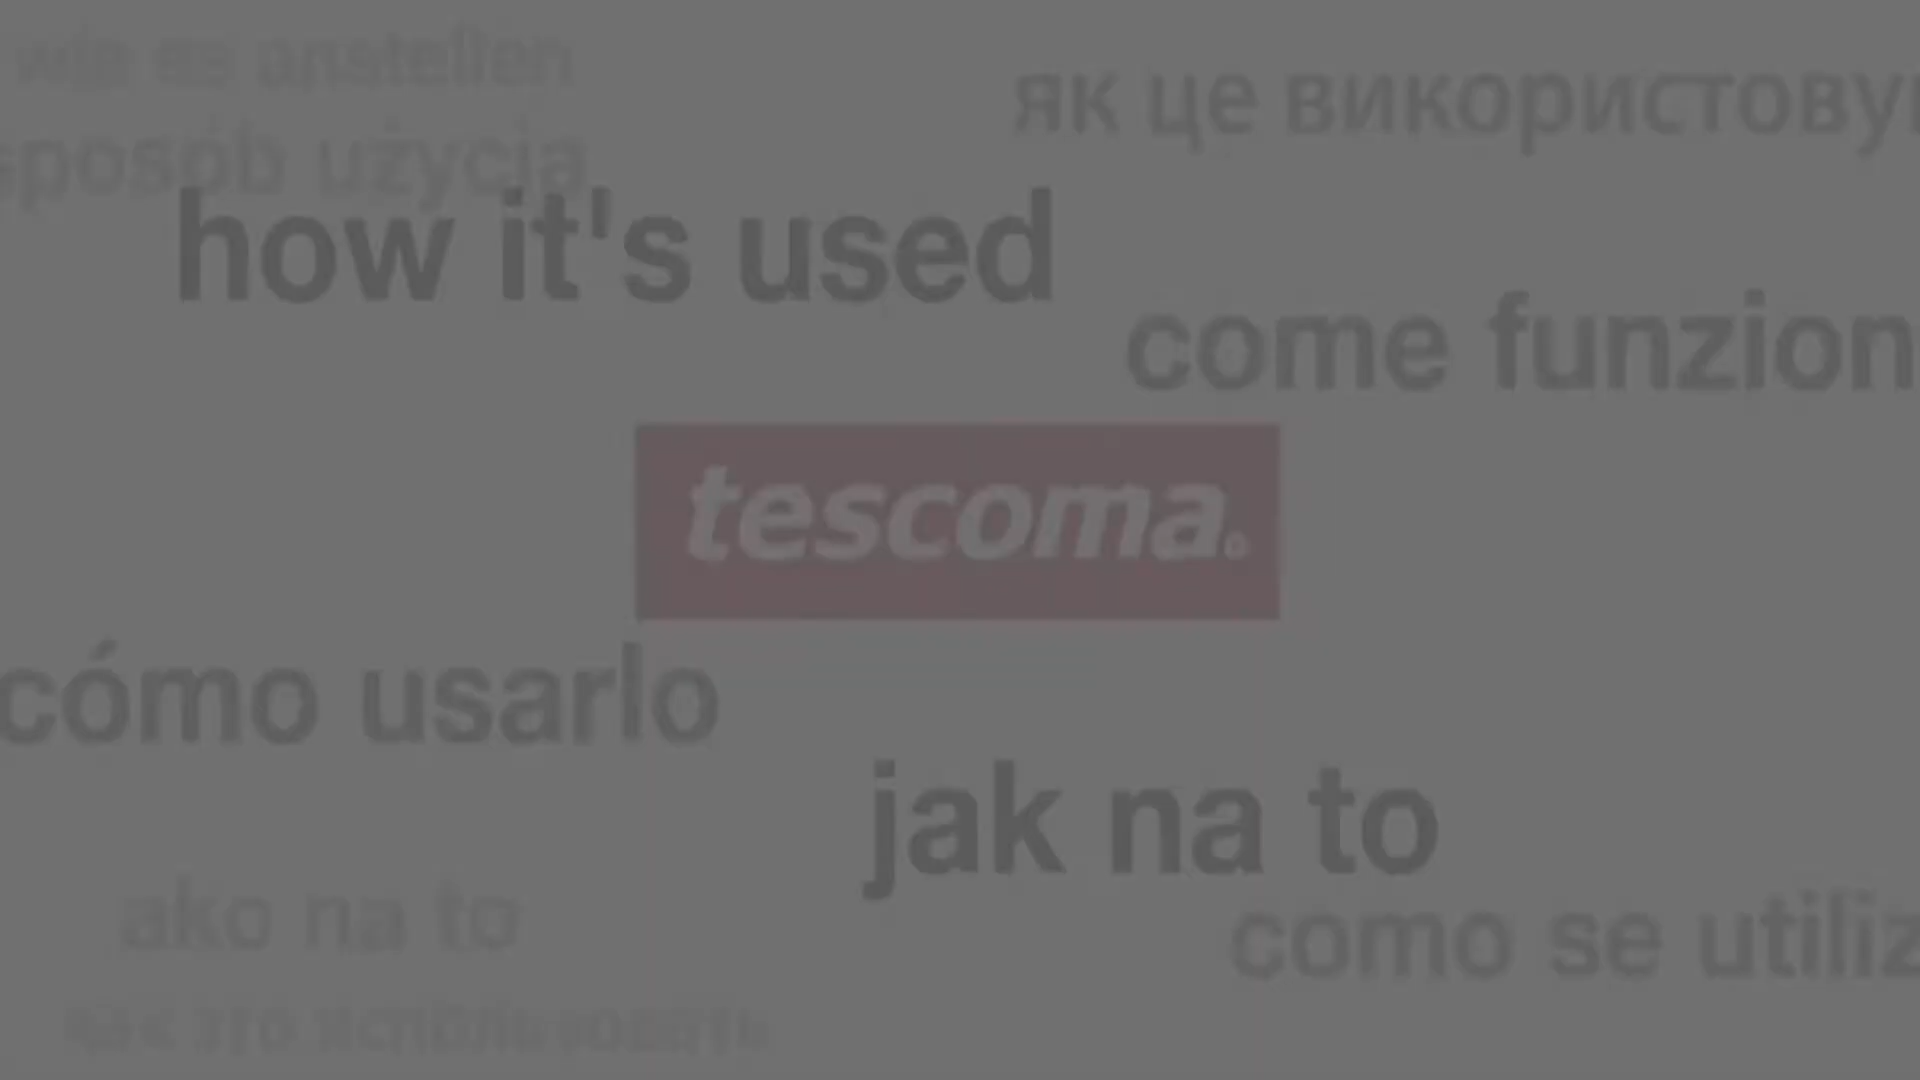 wie es anstellen
як це використову
sposób użycia
how it's used
come funzion
tescoma.
cómo usarlo
jak na to
ako na to
como se utiliz
как это использовать